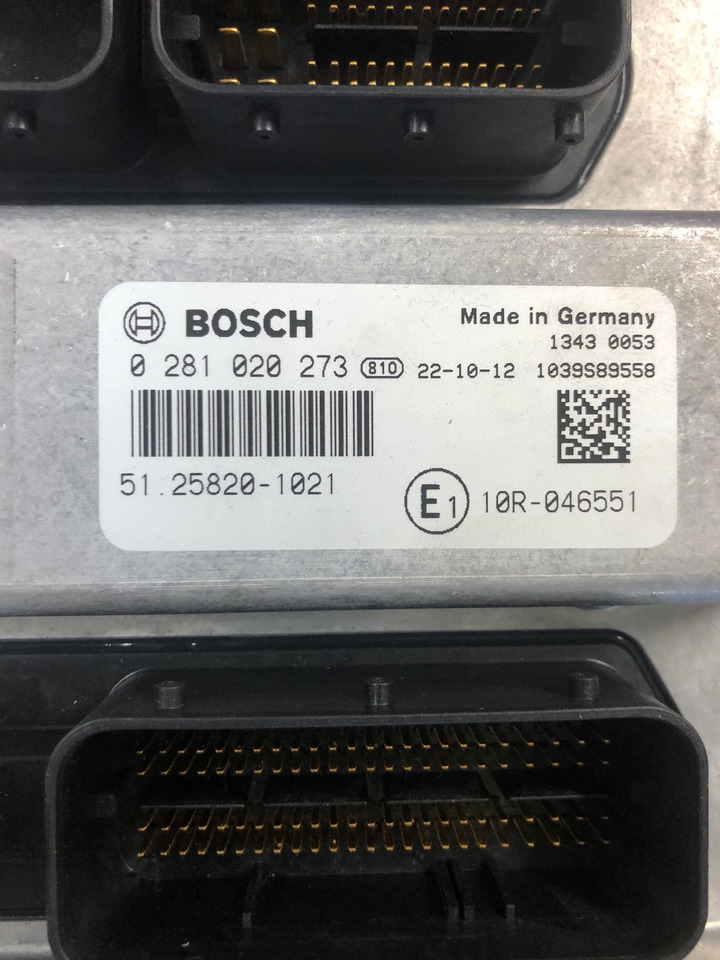 BOSCH
Made in Germany
1343 0053
0 281 020 273 810 22-10-12 1039S89558
51.25820-1021
E1 10R-046551